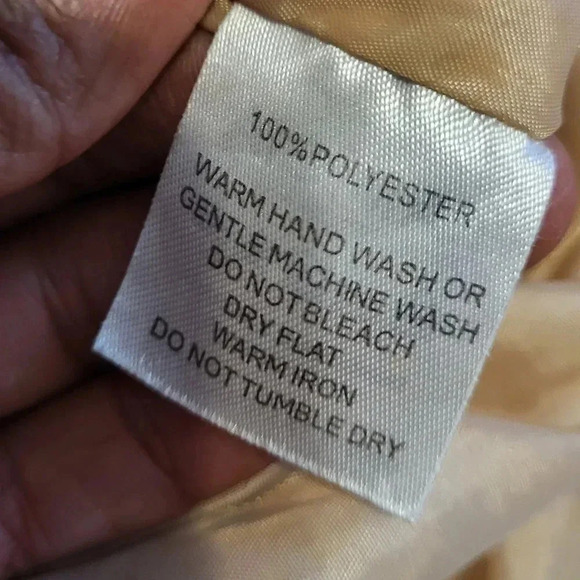 100%POLYESTER
WARM HAND WASH OR
GENTLE MACHINE WASH
DO NOT BLEACH
DRY FLAT
WARM IRON
DO NOT TUMBLE DRY